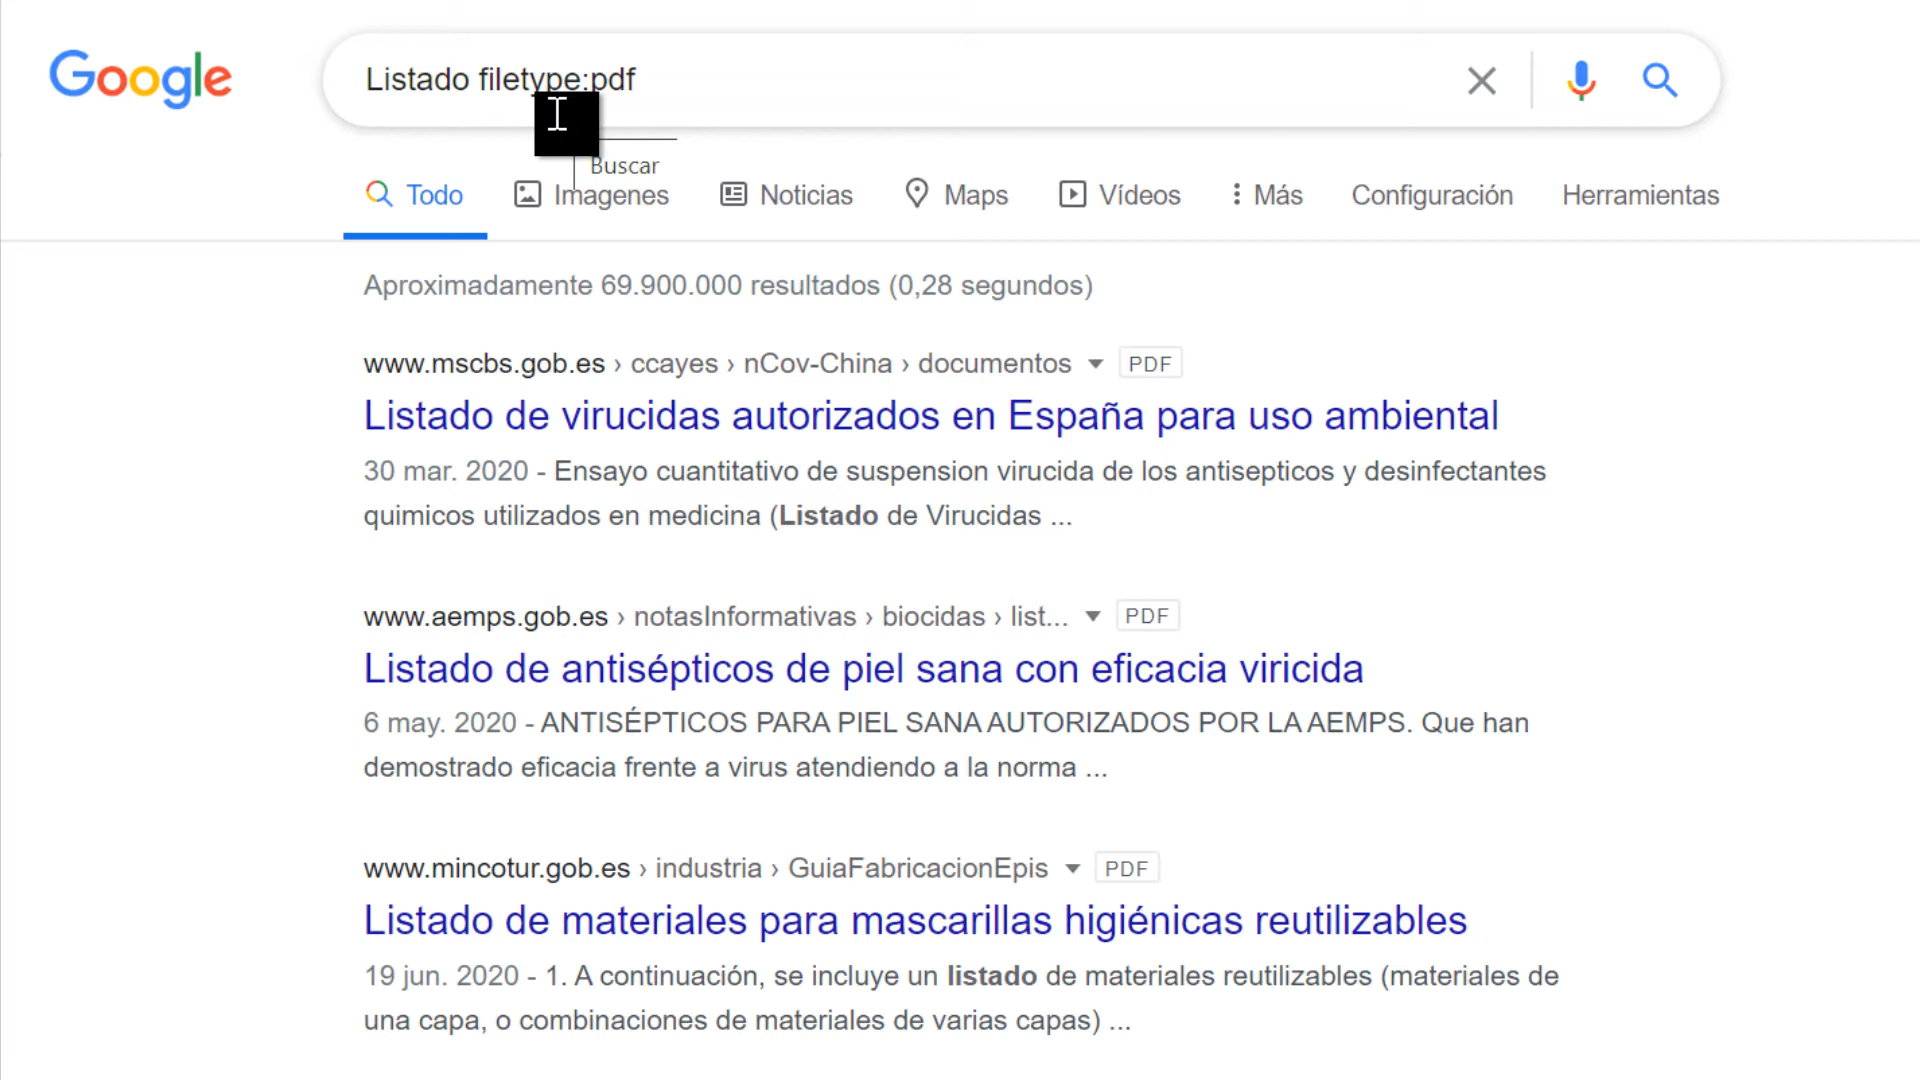 Google
Listado filetype:pdf
Buscar
Todo Imagenes Noticias Maps Vídeos Más Configuración Herramientas
Aproximadamente 69.900.000 resultados (0,28 segundos)
www.mscbs.gob.es › ccayes › nCov-China › documentos PDF
Listado de virucidas autorizados en España para uso ambiental
30 mar. 2020 - Ensayo cuantitativo de suspension virucida de los antisepticos y desinfectantes
quimicos utilizados en medicina (Listado de Virucidas ...
www.aemps.gob.es › notasInformativas › biocidas › list... PDF
Listado de antisépticos de piel sana con eficacia viricida
6 may. 2020 - ANTISÉPTICOS PARA PIEL SANA AUTORIZADOS POR LA AEMPS. Que han
demostrado eficacia frente a virus atendiendo a la norma ...
www.mincotur.gob.es › industria › GuiaFabricacionEpis PDF
Listado de materiales para mascarillas higiénicas reutilizables
19 jun. 2020 - 1. A continuación, se incluye un listado de materiales reutilizables (materiales de
una capa, o combinaciones de materiales de varias capas) ...